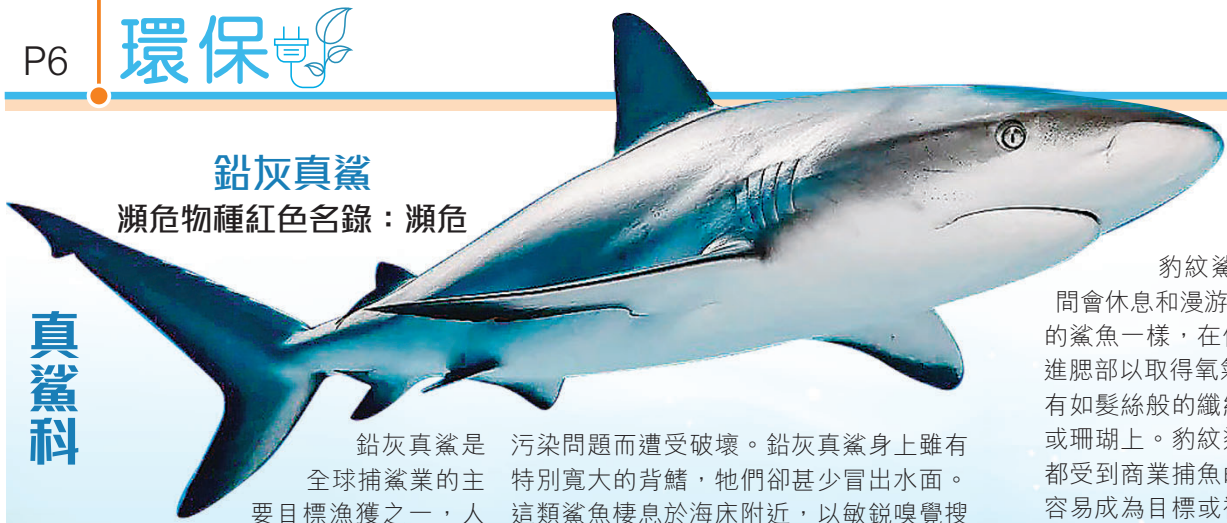 P6
環保
鉛灰真鯊
瀕危物種紅色名錄：瀕危
真鯊科
鉛灰真鯊是
全球捕鯊業的主
要目標漁獲之一，人
污染問題而遭受破壞。鉛灰真鯊身上雖有
特別寬大的背鰭，牠們卻甚少冒出水面。
這類鯊魚棲息於海床附近，以敏銳嗅覺搜
豹紋鯊
間會休息和漫游
的鯊魚一樣，在
進腮部以取得氧氣
有如髮絲般的纖
或珊瑚上。豹紋
都受到商業捕魚
容易成為目標或